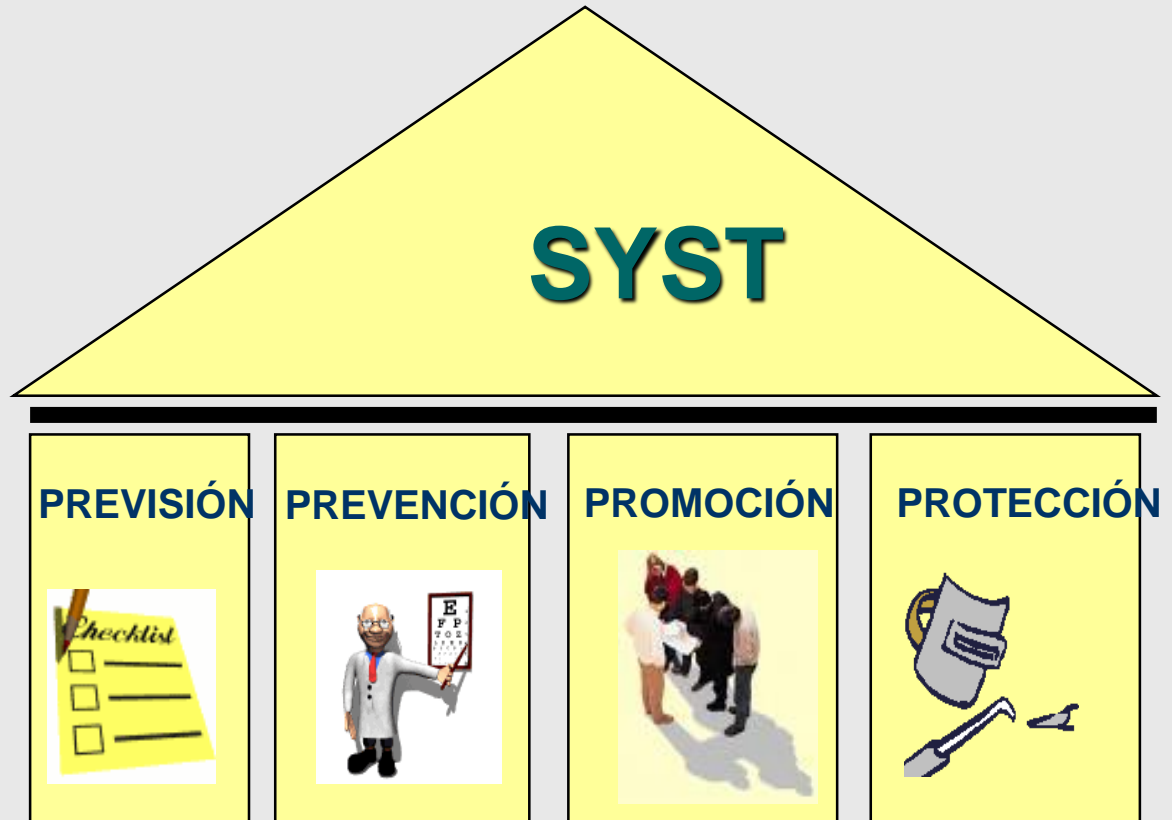 SYST
PREVISIÓN
PREVENCIÓN
PROMOCIÓN
PROTECCIÓN
Checklist
E
F P
T O Z